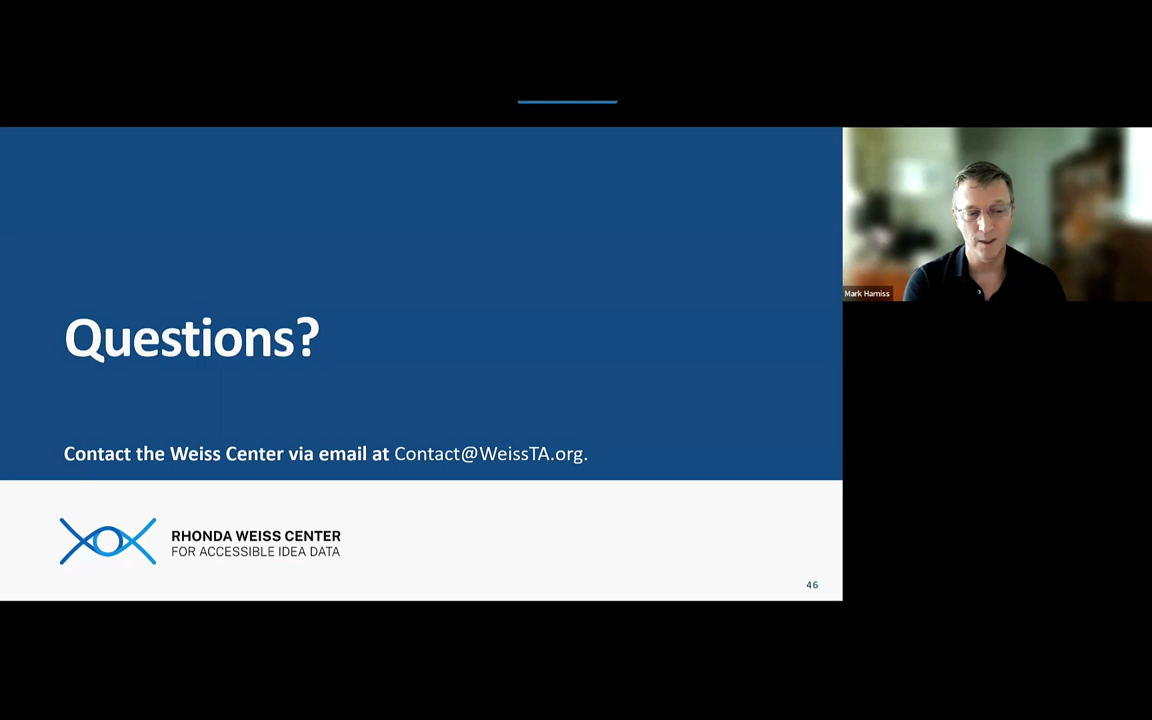 Questions?
Contact the Weiss Center via email at Contact@WeissTA.org.
RHONDA WEISS CENTER
FOR ACCESSIBLE IDEA DATA
46
Mark Harniss